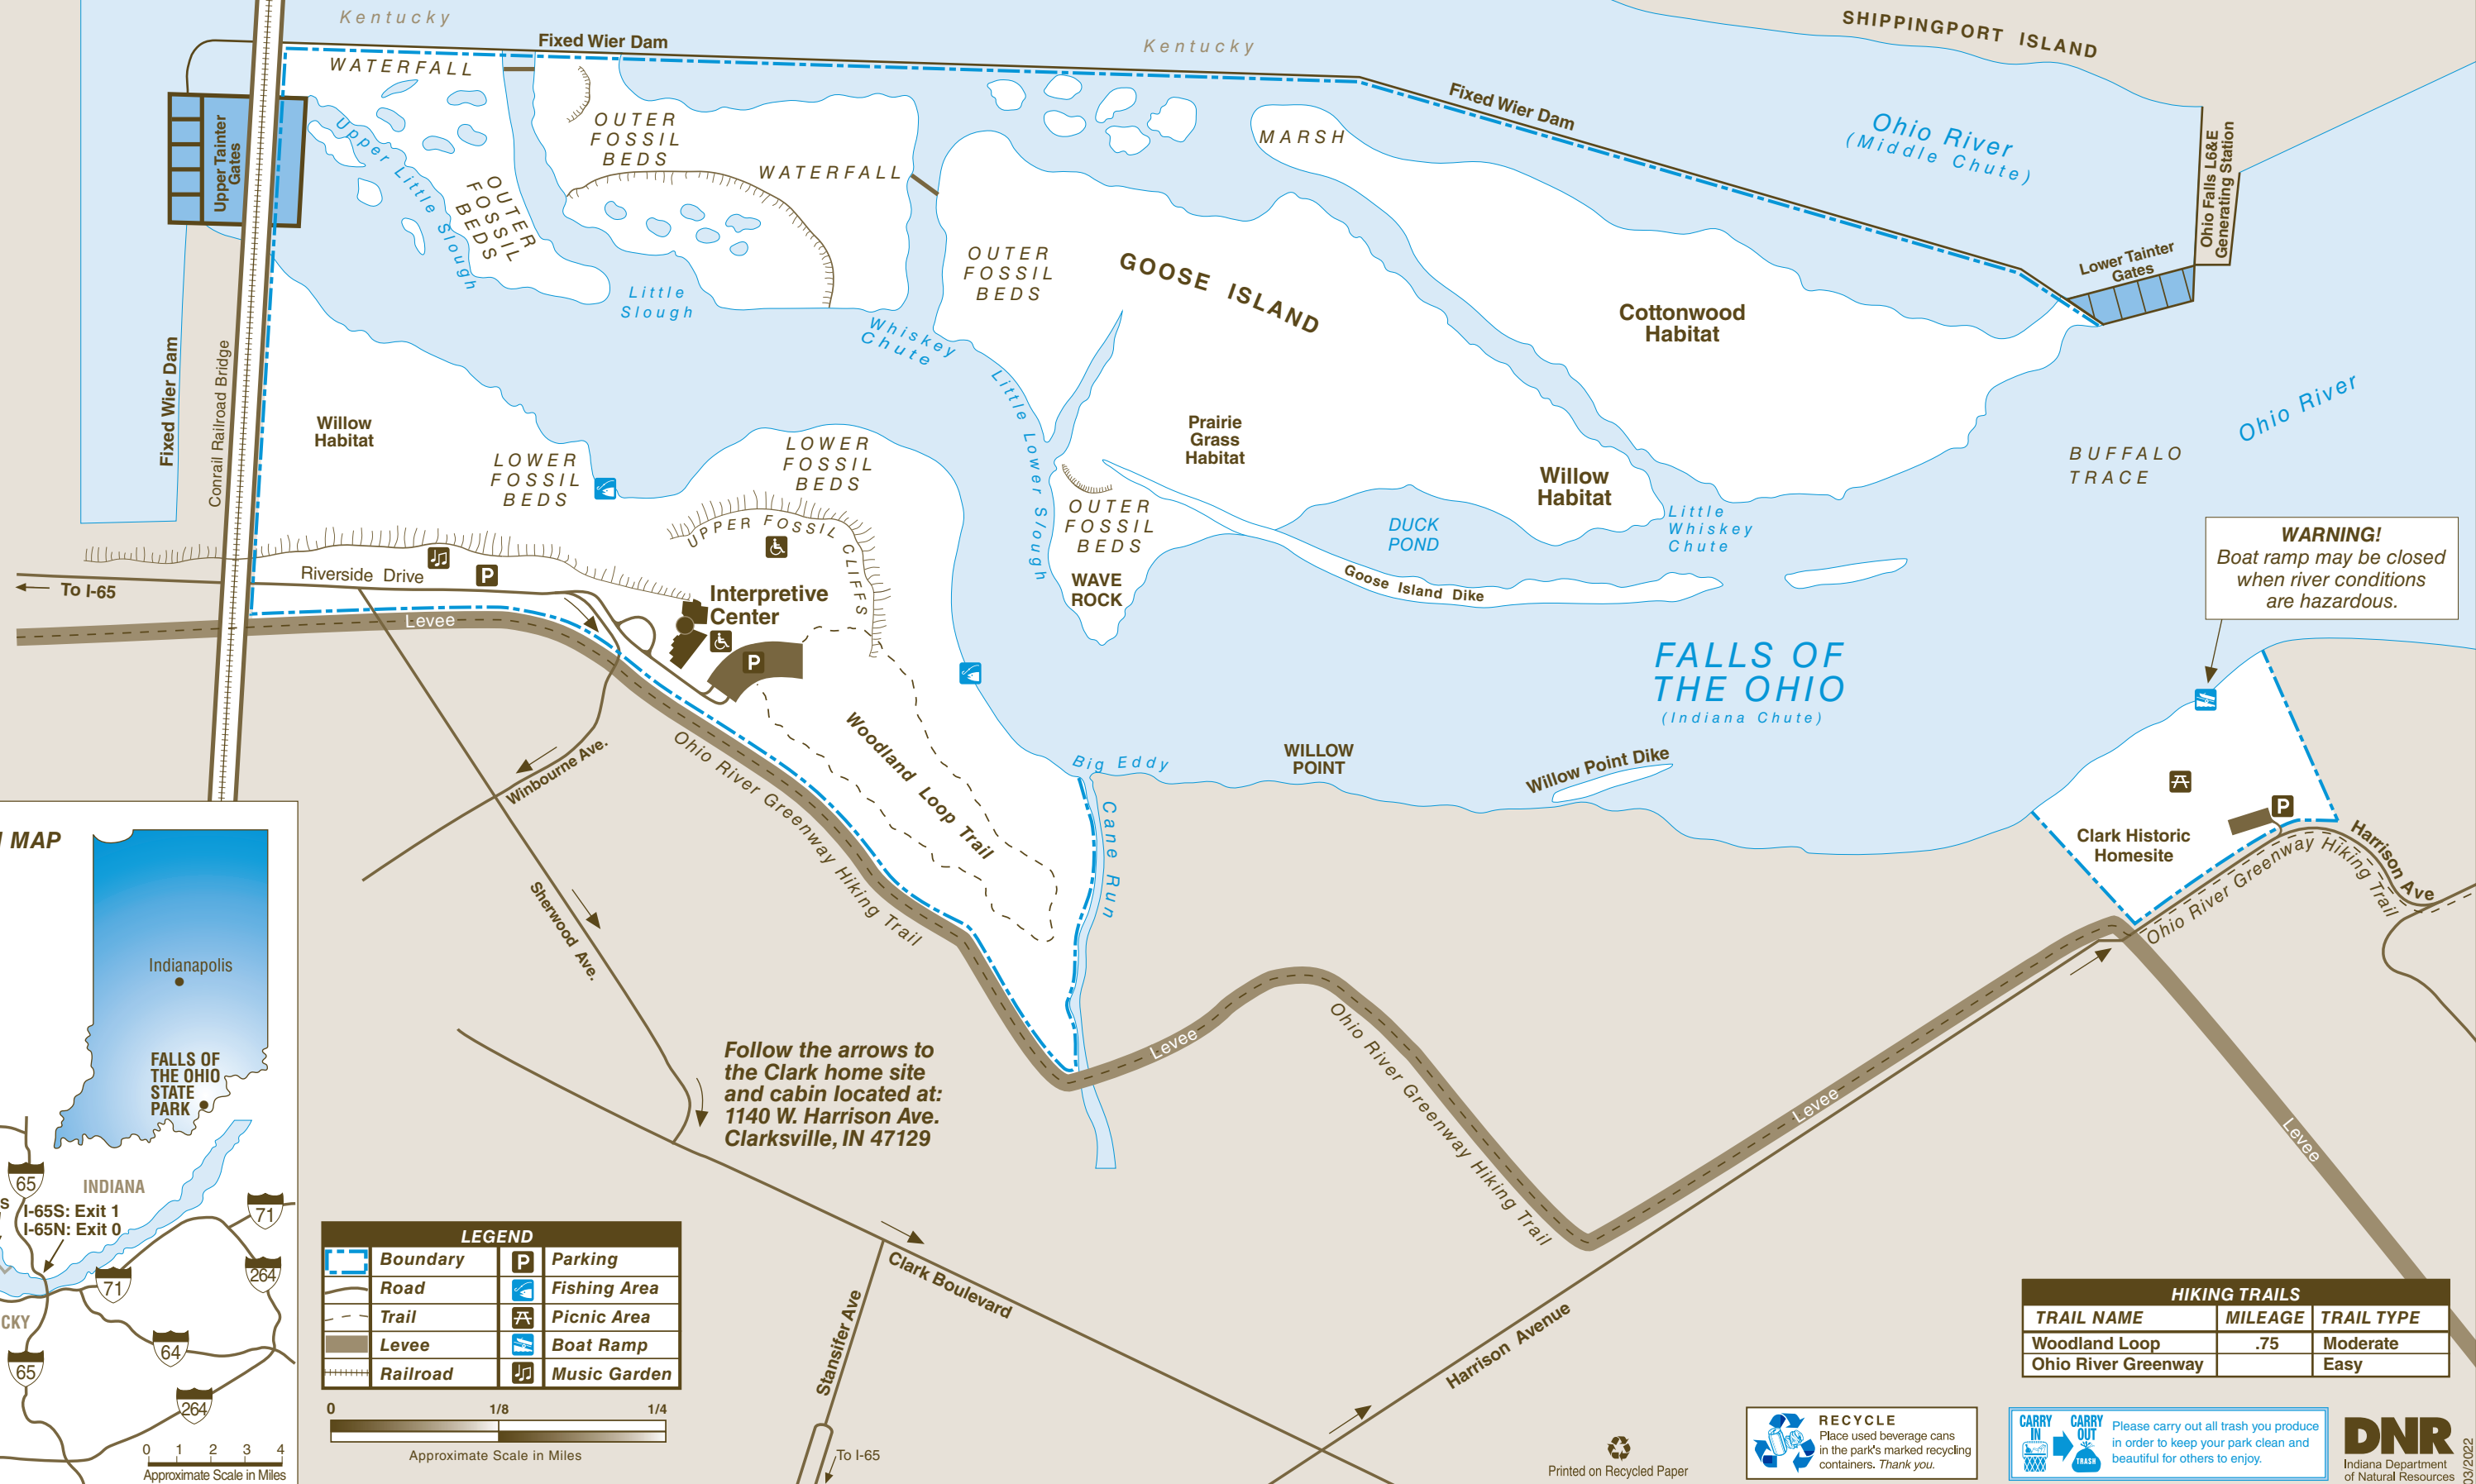 Kentucky
Fixed Wier Dam
Kentucky
SHIPPINGPORT ISLAND
WATERFALL
Upper Tainter
Gates
Upper Little Slough
OUTER
FOSSIL
BEDS
OUTER
FOSSIL
BEDS
WATERFALL
MARSH
Fixed Wier Dam
Ohio River
(Middle Chute)
Ohio Falls L6&E
Generating Station
Lower Tainter
Gates
Little
Slough
Whiskey
Chute
OUTER
FOSSIL
BEDS
GOOSE ISLAND
Cottonwood
Habitat
Fixed Wier Dam
Conrail Railroad Bridge
Willow
Habitat
LOWER
FOSSIL
BEDS
LOWER
FOSSIL
BEDS
Little Lower Slough
Prairie
Grass
Habitat
Willow
Habitat
Ohio River
BUFFALO
TRACE
UPPER FOSSIL CLIFFS
OUTER
FOSSIL
BEDS
DUCK
POND
Little
Whiskey
Chute
WARNING!
Boat ramp may be closed
when river conditions
are hazardous.
To I-65
Riverside Drive
P
Interpretive
Center
WAVE
ROCK
Goose Island Dike
Levee
P
FALLS OF
THE OHIO
(Indiana Chute)
Winbourne Ave.
Ohio River Greenway Hiking Trail
Woodland Loop Trail
Big Eddy
WILLOW
POINT
Willow Point Dike
Cane Run
P
Clark Historic
Homesite
Harrison Ave
Ohio River Greenway Hiking Trail
Sherwood Ave.
MAP
Indianapolis
FALLS OF
THE OHIO
STATE
PARK
Follow the arrows to
the Clark home site
and cabin located at:
1140 W. Harrison Ave.
Clarksville, IN 47129
Levee
Ohio River Greenway Hiking Trail
Levee
Levee
65
INDIANA
S
I-65S: Exit 1
I-65N: Exit 0
71
264
71
CKY
64
65
264
0 1 2 3 4
Approximate Scale in Miles
LEGEND
Boundary P Parking
Road Fishing Area
Trail Picnic Area
Levee Boat Ramp
Railroad Music Garden
0 1/8 1/4
Approximate Scale in Miles
Stansifer Ave
Clark Boulevard
To I-65
Harrison Avenue
HIKING TRAILS
TRAIL NAME MILEAGE TRAIL TYPE
Woodland Loop .75 Moderate
Ohio River Greenway Easy
Printed on Recycled Paper
RECYCLE
Place used beverage cans
in the park's marked recycling
containers. Thank you.
CARRY
IN
CARRY
OUT
TRASH
Please carry out all trash you produce
in order to keep your park clean and
beautiful for others to enjoy.
DNR
Indiana Department
of Natural Resources
03/2022